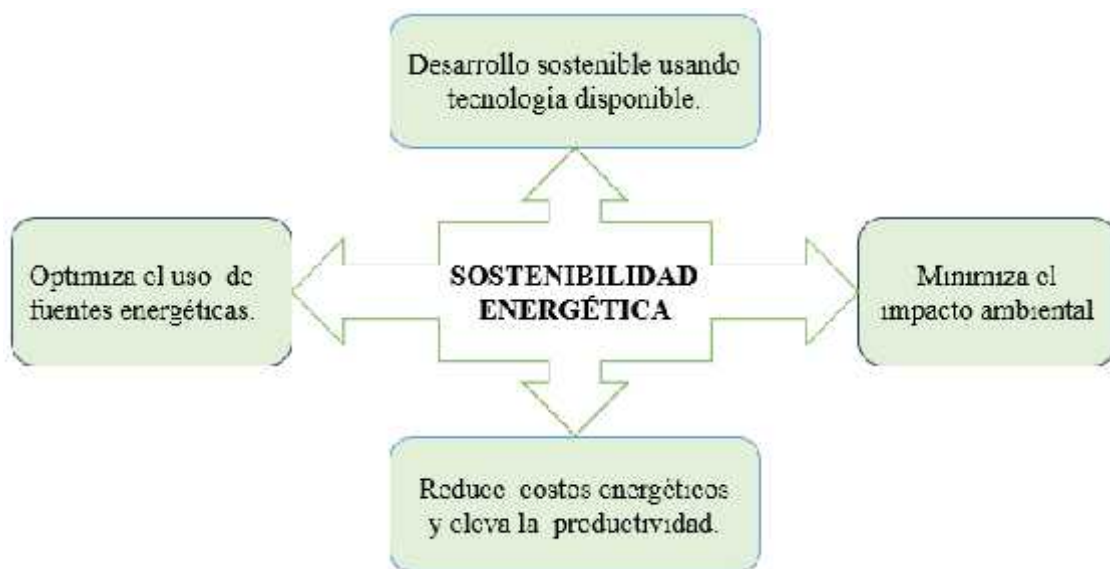 Desarrollo sostenible usando
tecnología disponible.
Optimiza el uso de
fuentes energéticas.
SOSTENIBILIDAD
ENERGÉTICA
Minimiza el
impacto ambiental
Reduce costos energéticos
y eleva la productividad.